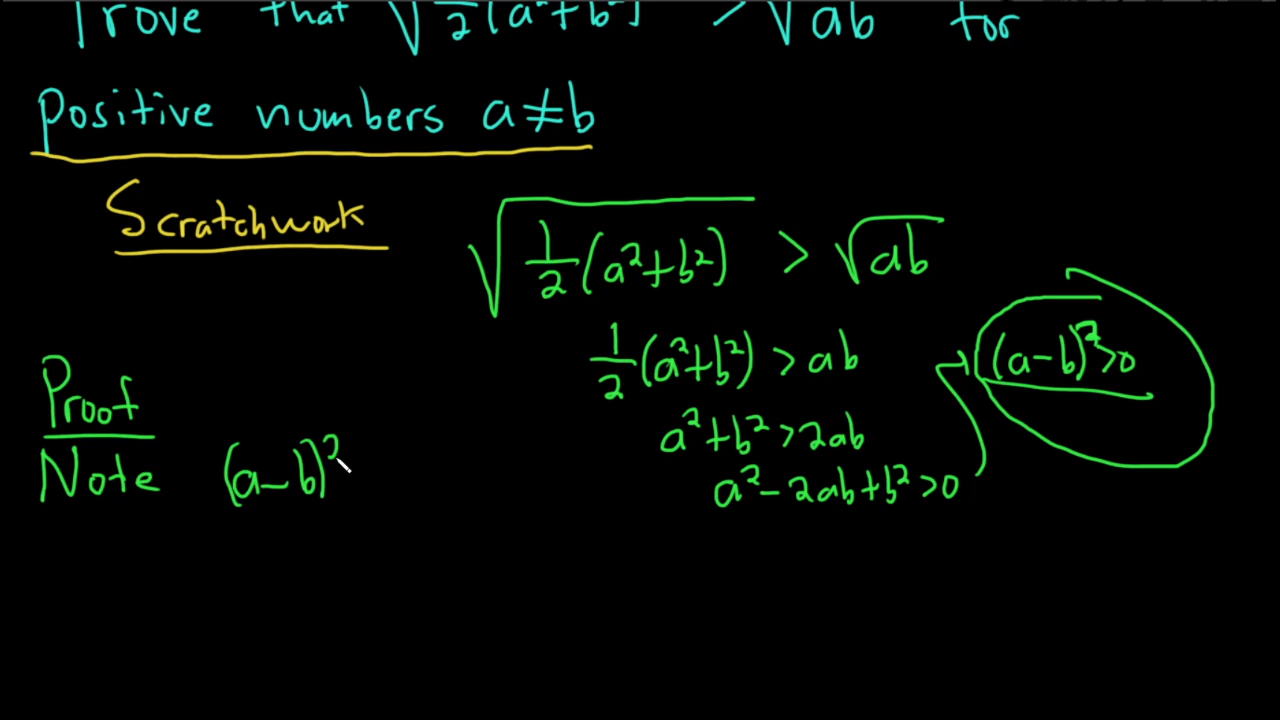 Prove that √½(a²+b²) > √ab for
Positive numbers a≠b
Scratchwork
√½(a²+b²) > √ab
½(a²+b²) > ab
(a-b)²>0
a²+b²>2ab
a²-2ab+b²>0
Proof
Note (a-b)²